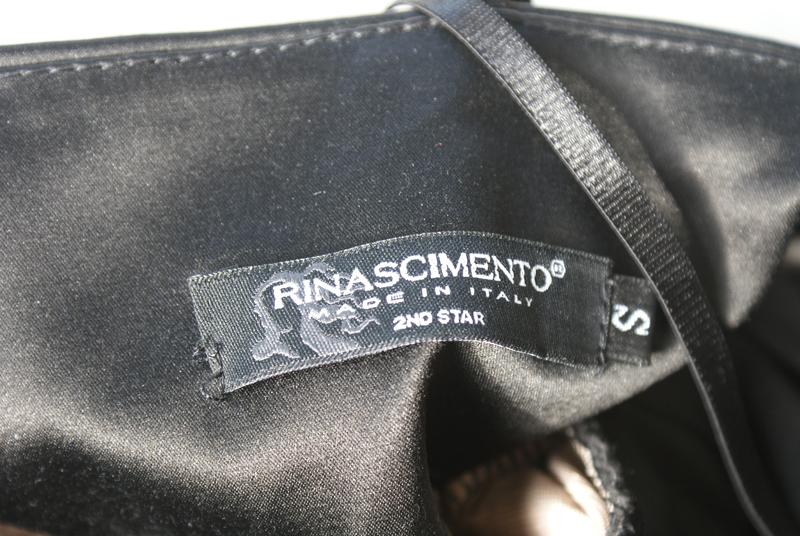 RINASCIMENTO®
MADE IN ITALY
2ND STAR
S